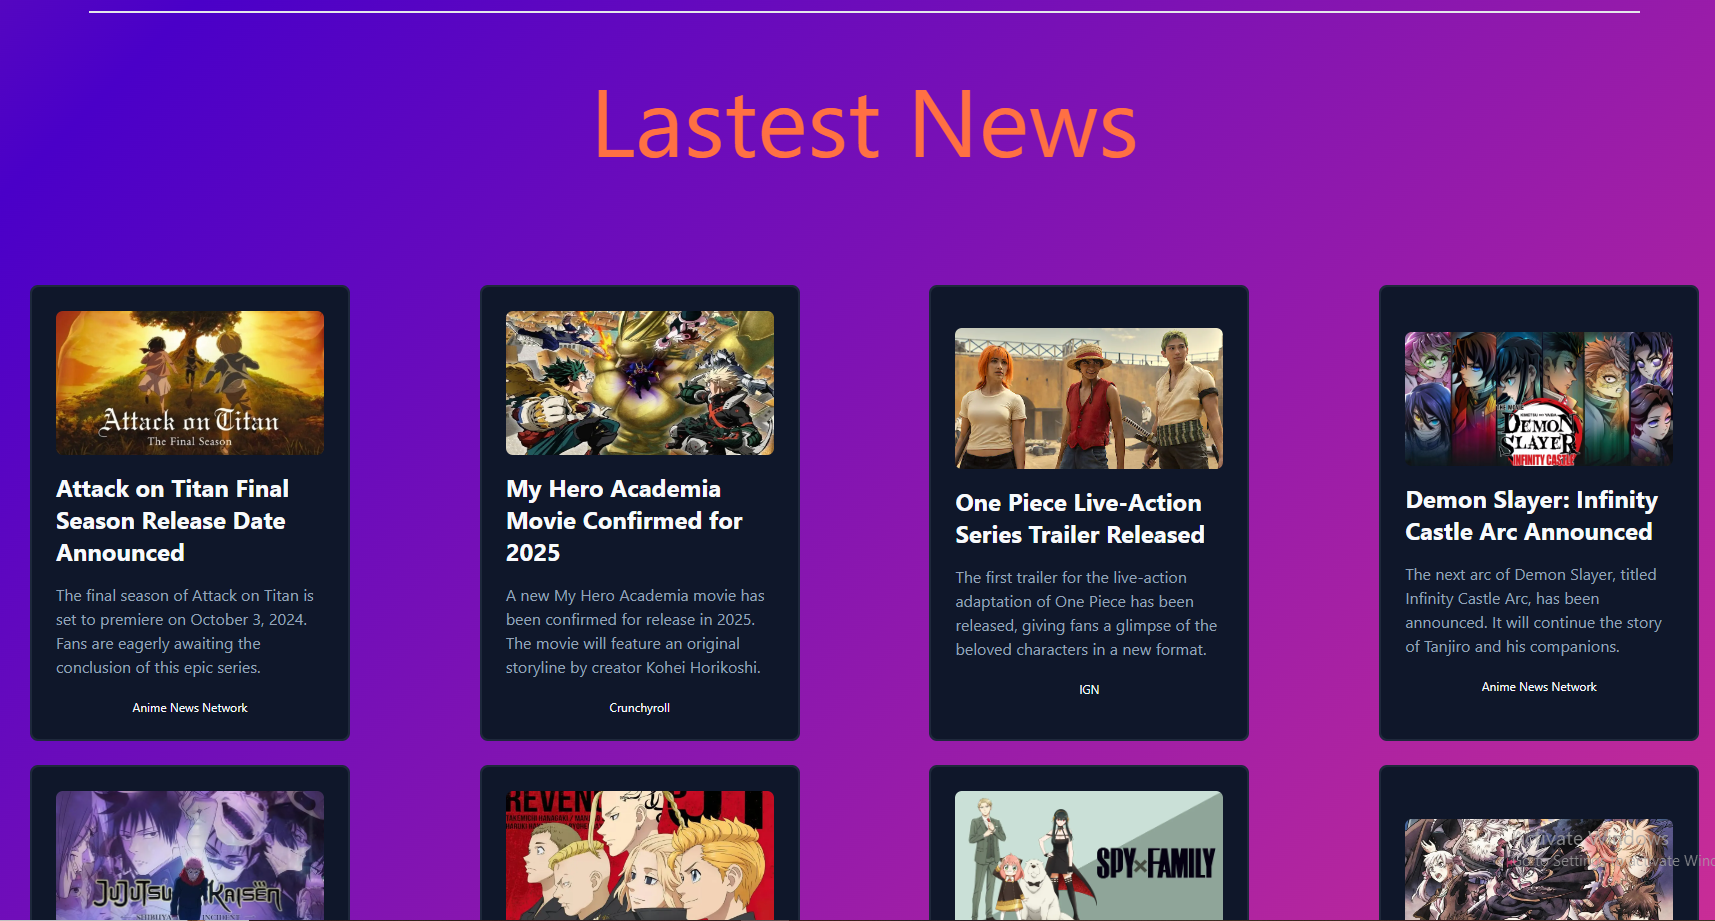 Lastest News
Attack on Titan
The Final Season
Attack on Titan Final
Season Release Date
Announced
The final season of Attack on Titan is
set to premiere on October 3, 2024.
Fans are eagerly awaiting the
conclusion of this epic series.
Anime News Network
My Hero Academia
Movie Confirmed for
2025
A new My Hero Academia movie has
been confirmed for release in 2025.
The movie will feature an original
storyline by creator Kohei Horikoshi.
Crunchyroll
One Piece Live-Action
Series Trailer Released
The first trailer for the live-action
adaptation of One Piece has been
released, giving fans a glimpse of the
beloved characters in a new format.
IGN
THE MOVIE
DEMON
SLAYER
INFINITY CASTLE
Demon Slayer: Infinity
Castle Arc Announced
The next arc of Demon Slayer, titled
Infinity Castle Arc, has been
announced. It will continue the story
of Tanjiro and his companions.
Anime News Network
JUJUTSU KAISEN
SPY×FAMILY
Activate Windows
Go to Settings to activate Wind